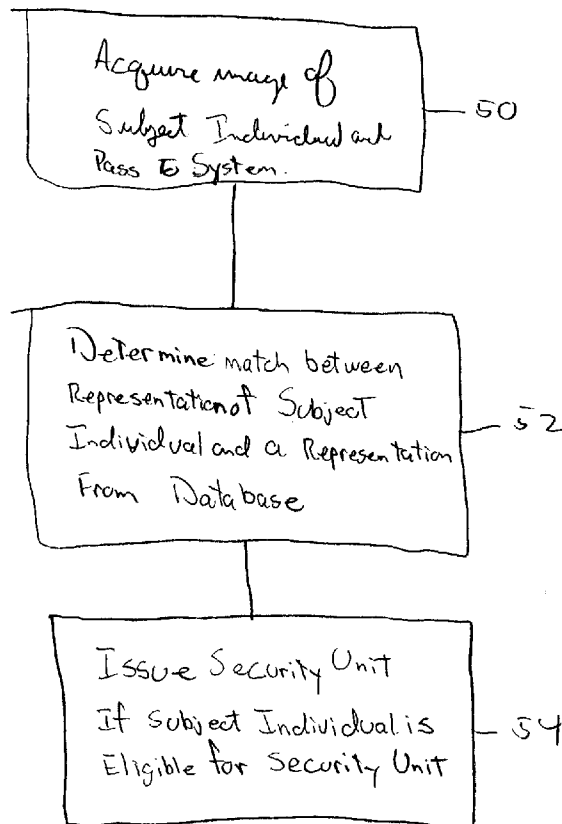 Acquire image of
Subject Individual and
Pass To System.
50
Determine match between
Representation of Subject
Individual and a Representation
From Database
52
Issue Security Unit
If Subject Individual is
Eligible for Security Unit
54